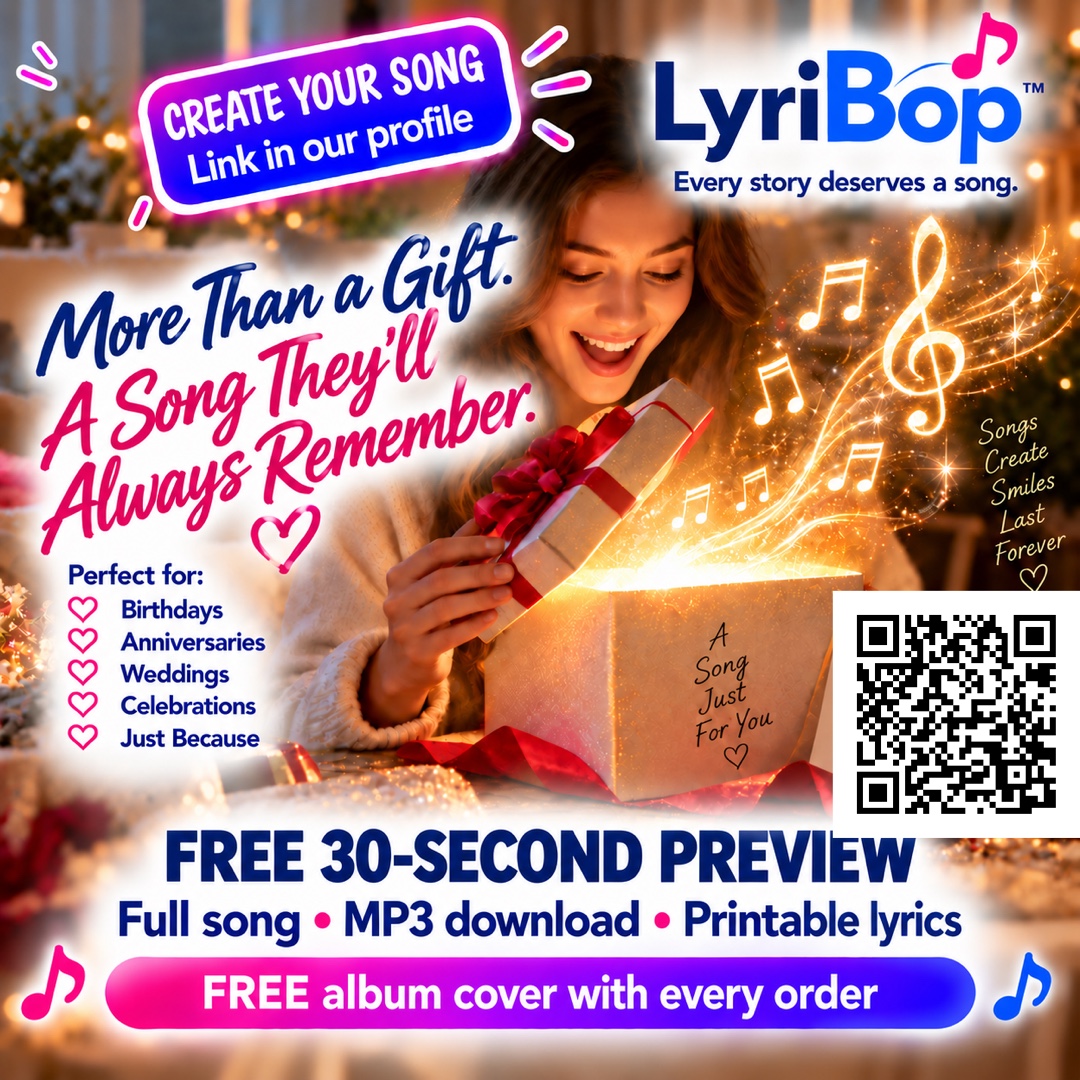 CREATE YOUR SONG
Link in our profile
LyriBop™
Every story deserves a song.
More Than a Gift.
A Song They'll
Always Remember.
Perfect for:
Birthdays
Anniversaries
Weddings
Celebrations
Just Because
Songs
Create
Smiles
Last
Forever
A
Song
Just
For You
FREE 30-SECOND PREVIEW
Full song • MP3 download • Printable lyrics
FREE album cover with every order